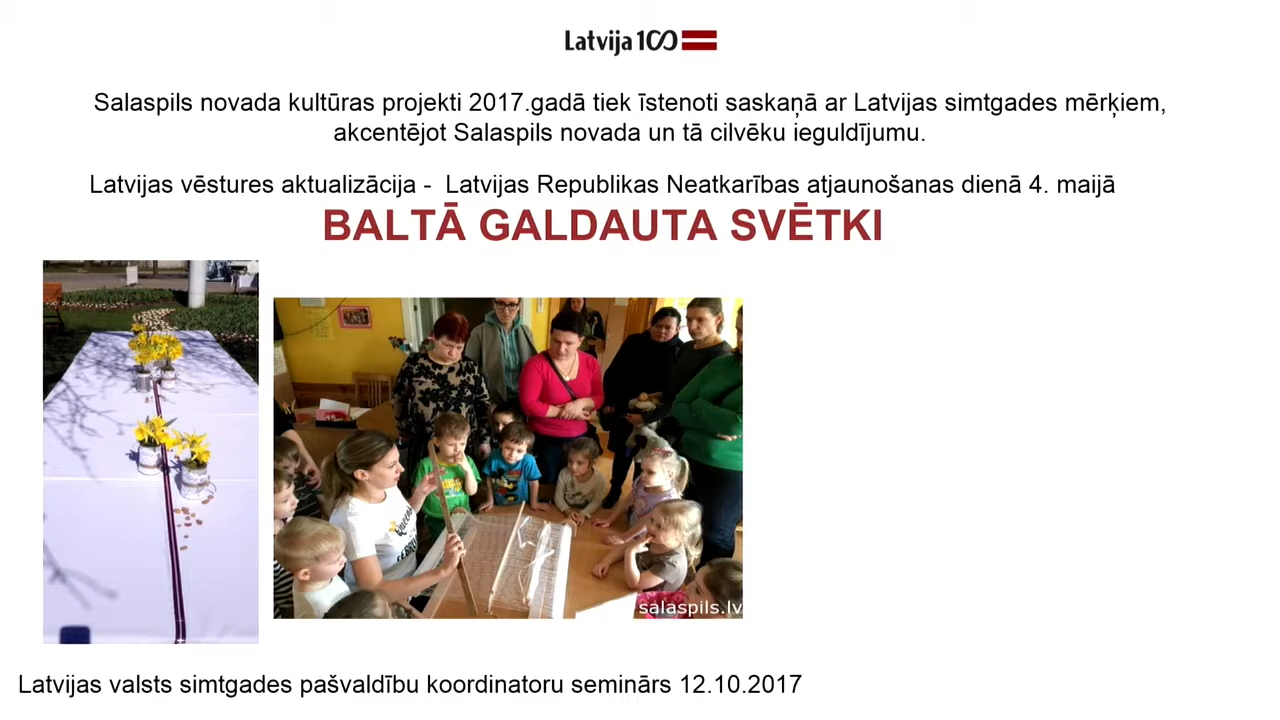 Latvija 100
Salaspils novada kultūras projekti 2017.gadā tiek īstenoti saskaņā ar Latvijas simtgades mērķiem,
akcentējot Salaspils novada un tā cilvēku ieguldījumu.
Latvijas vēstures aktualizācija -  Latvijas Republikas Neatkarības atjaunošanas dienā 4. maijā
BALTĀ GALDAUTA SVĒTKI
salaspils.lv
Latvijas valsts simtgades pašvaldību koordinatoru seminārs 12.10.2017